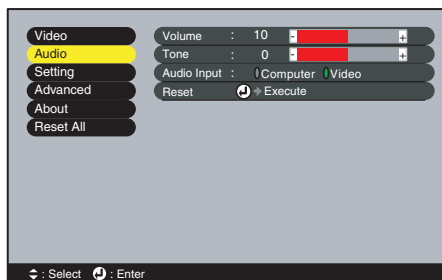 Video
Audio
Setting
Advanced
About
Reset All
Volume : 10 - +
Tone : 0 - +
Audio Input : Computer Video
Reset Execute
: Select : Enter